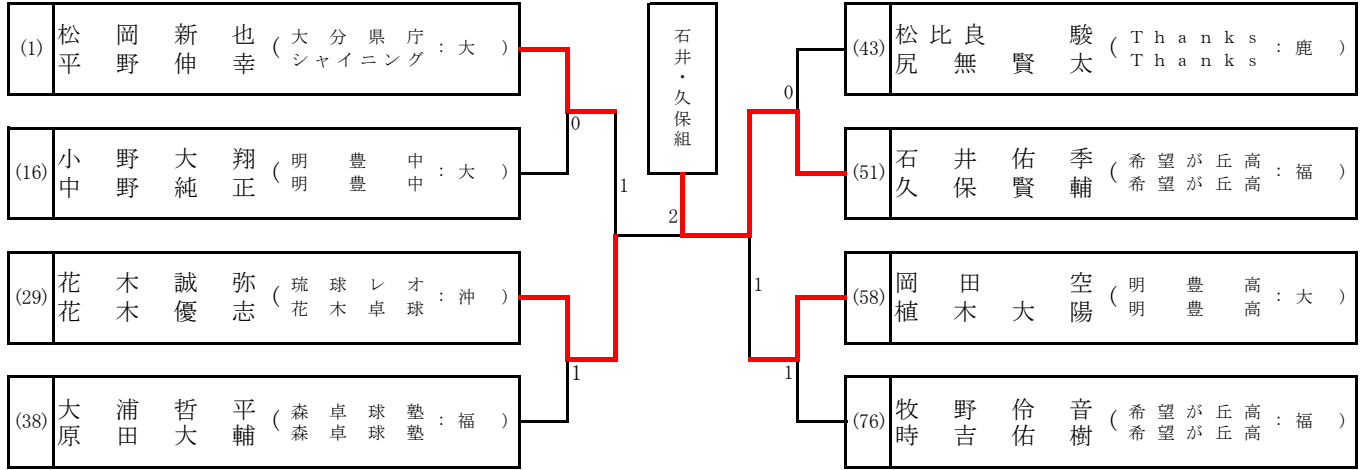 (1) 松岡新也 ( 大分県庁 : 大 )
平野伸幸 シャイニング
(16) 小野大翔 ( 明豊中 : 大 )
中野純正 明豊中
(29) 花木誠弥 ( 琉球レオ : 沖 )
花木優志 花木卓球
(38) 大浦哲平 ( 森卓球塾 : 福 )
原田大輔 森卓球塾
0
1
1
石井・久保組
2
0
1
1
(43) 松比良駿 ( Thanks : 鹿 )
尻無賢太 Thanks
(51) 石井佑季 ( 希望が丘高 : 福 )
久保賢輔 希望が丘高
(58) 岡田空 ( 明豊高 : 大 )
植木大陽 明豊高
(76) 牧野伶音 ( 希望が丘高 : 福 )
時吉佑樹 希望が丘高